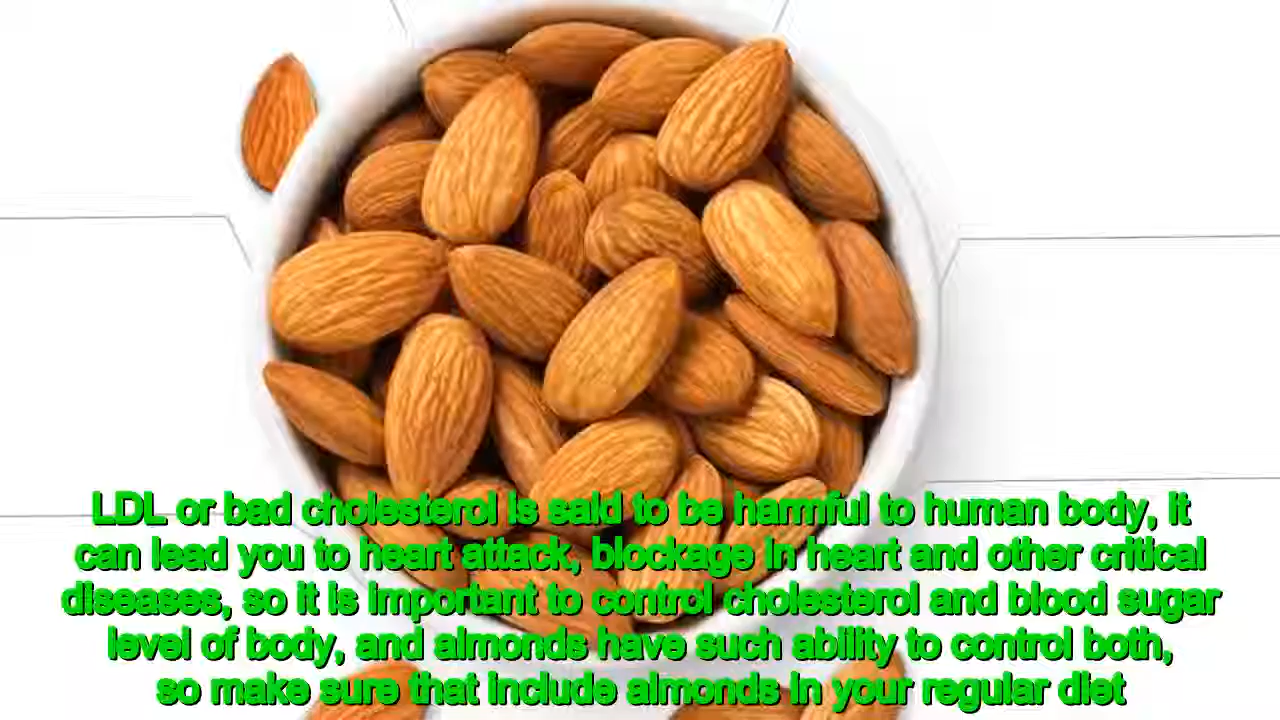 LDL or bad cholesterol is said to be harmful to human body, it
can lead you to heart attack, blockage in heart and other critical
diseases, so it is important to control cholesterol and blood sugar
level of body, and almonds have such ability to control both,
so make sure that include almonds in your regular diet